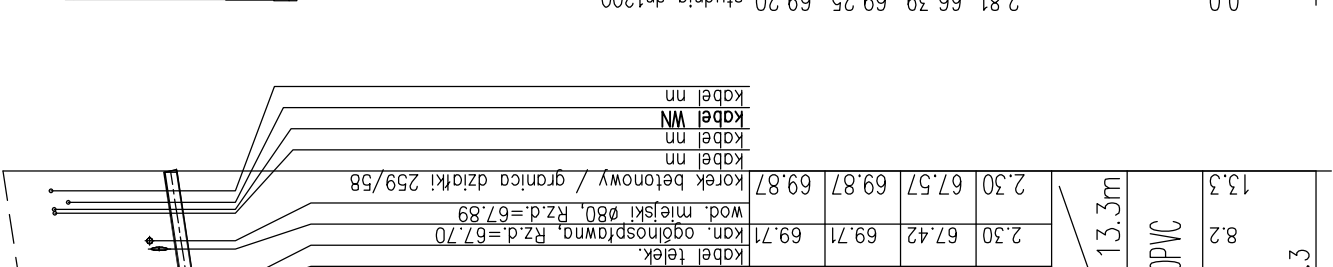 kabel telek.
8.2 2.30 67.42 69.71 69.71 kan. ogólnospławna, Rz.d.=67.70
wod. miejski ø80, Rz.d.=67.89
13.3 2.30 67.57 69.87 69.87 korek betonowy / granica działki 259/58
kabel nn
kabel nn
kabel WN
kabel nn
0.0 2.81 66.39 69.25 69.20 studnia dn1200
13.3m
PVC